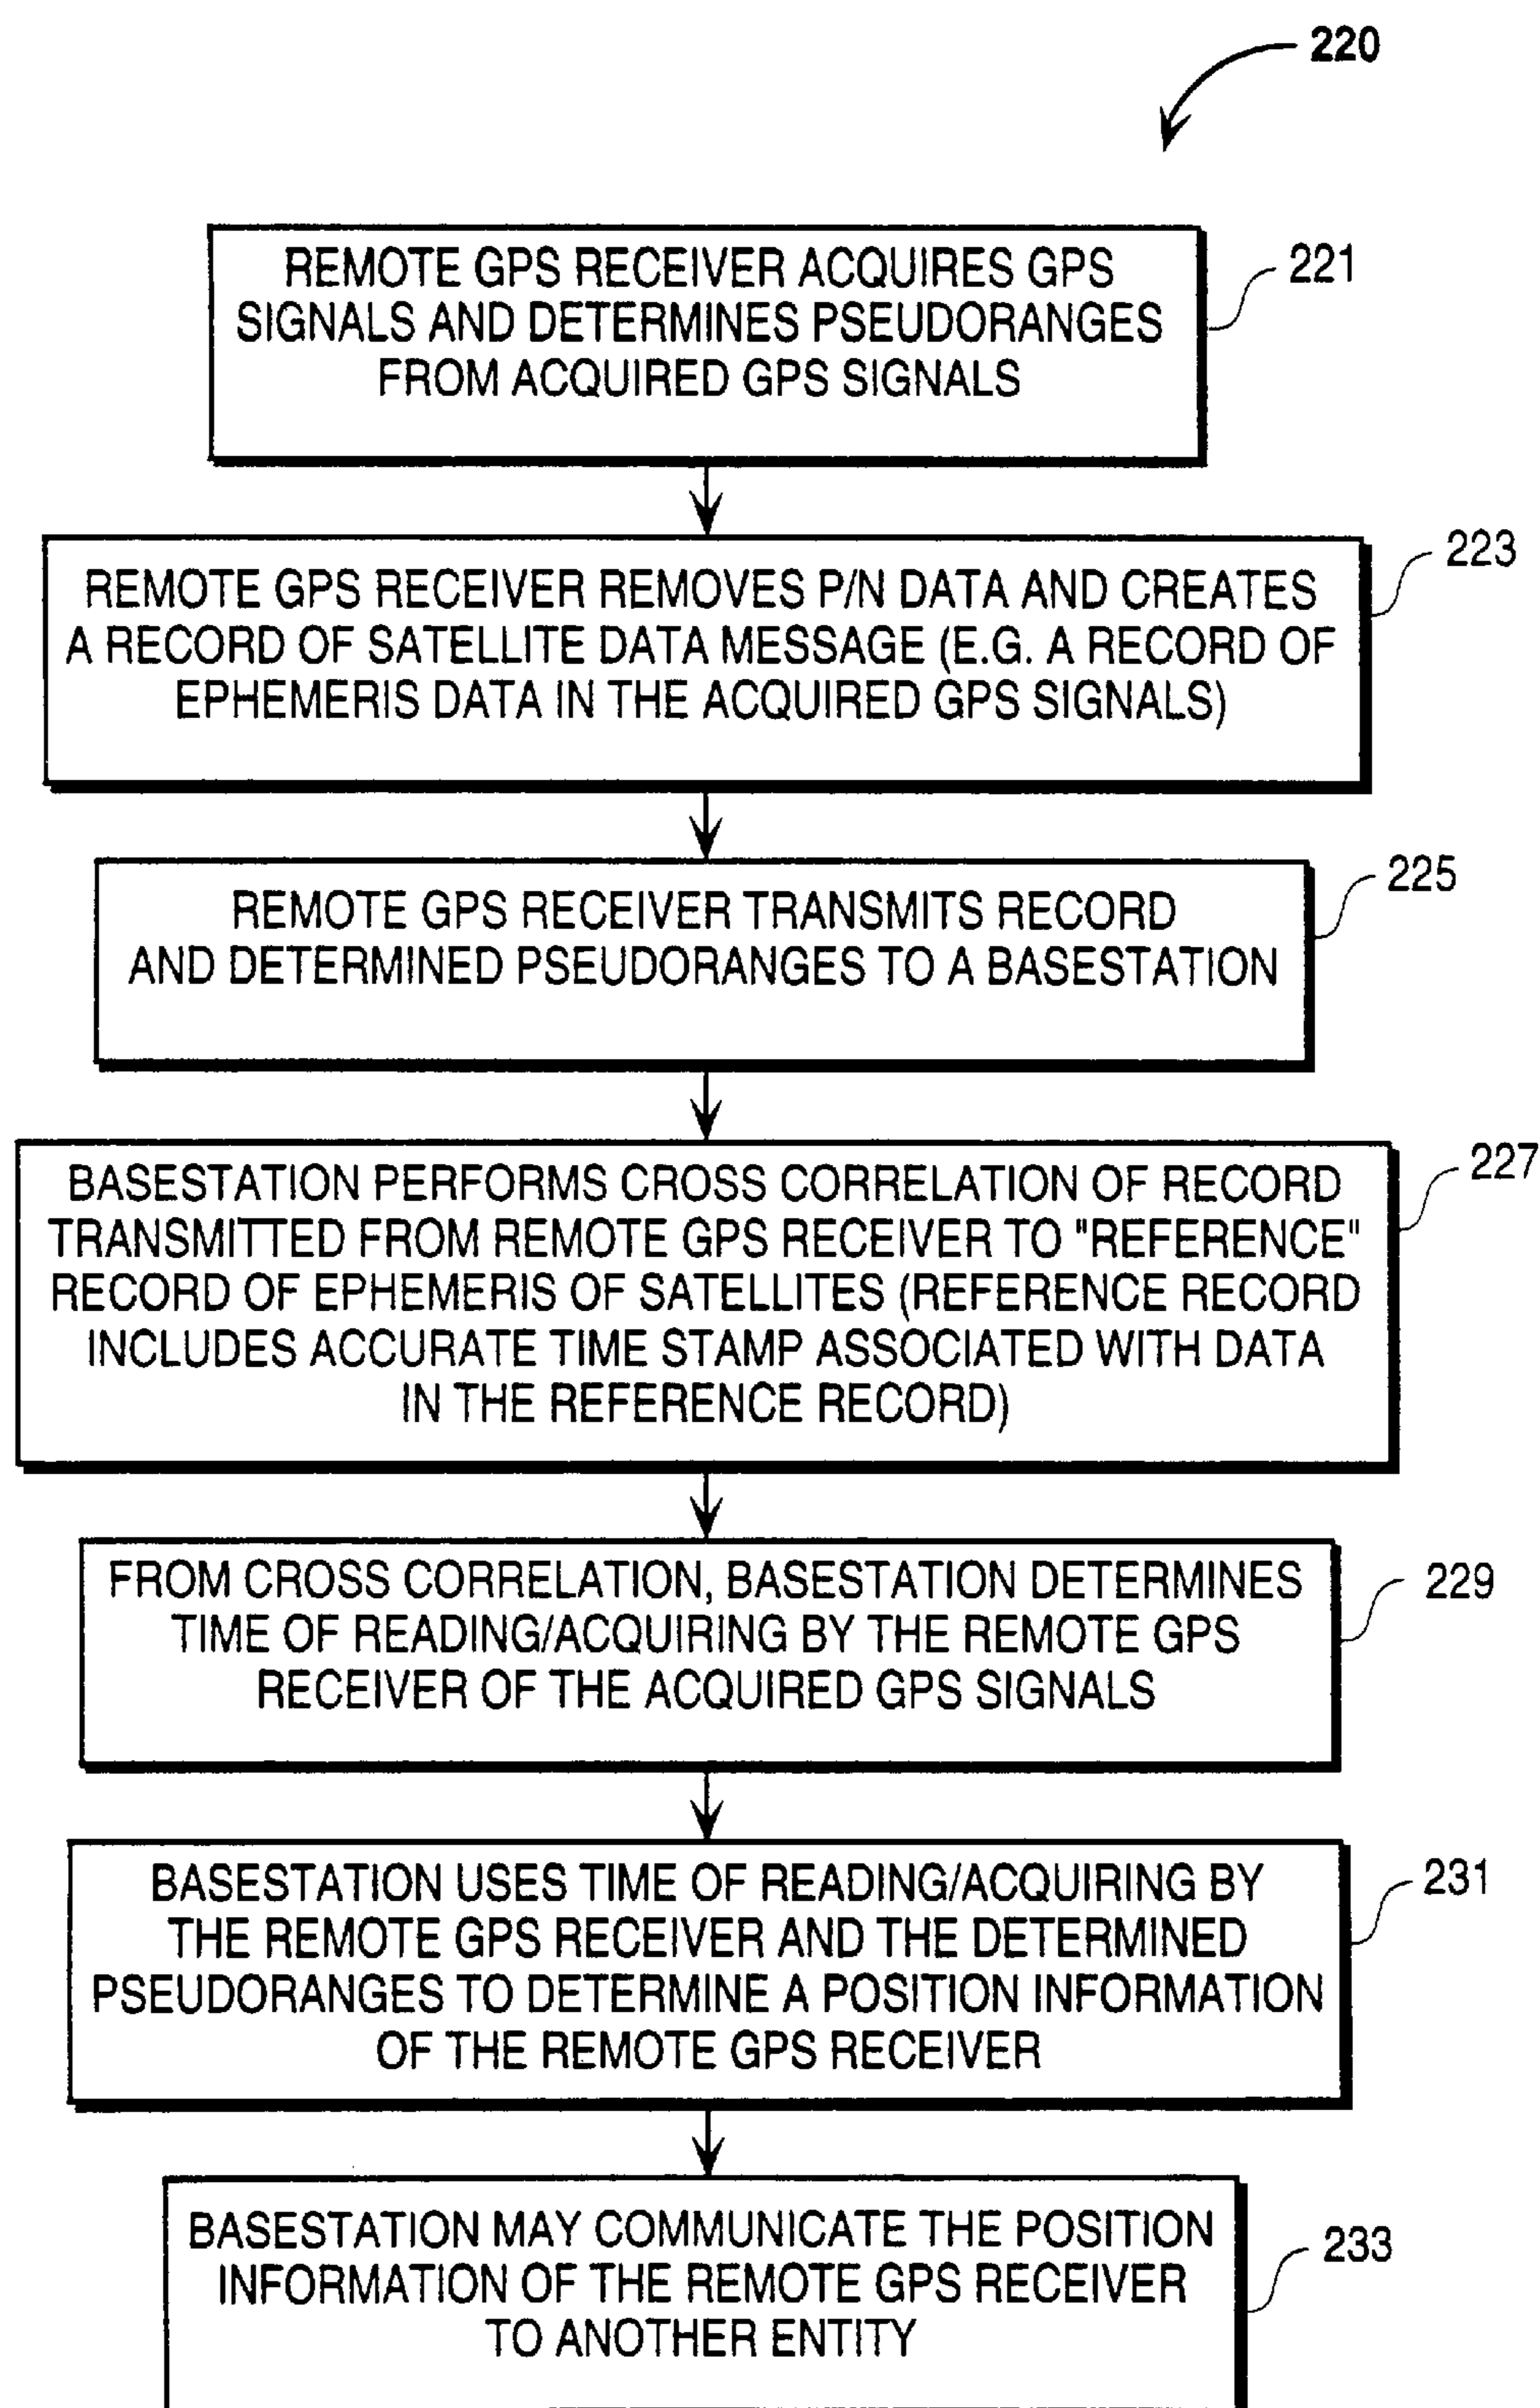 220
REMOTE GPS RECEIVER ACQUIRES GPS
SIGNALS AND DETERMINES PSEUDORANGES
FROM ACQUIRED GPS SIGNALS
221
REMOTE GPS RECEIVER REMOVES P/N DATA AND CREATES
A RECORD OF SATELLITE DATA MESSAGE (E.G. A RECORD OF
EPHEMERIS DATA IN THE ACQUIRED GPS SIGNALS)
223
REMOTE GPS RECEIVER TRANSMITS RECORD
AND DETERMINED PSEUDORANGES TO A BASESTATION
225
BASESTATION PERFORMS CROSS CORRELATION OF RECORD
TRANSMITTED FROM REMOTE GPS RECEIVER TO "REFERENCE"
RECORD OF EPHEMERIS OF SATELLITES (REFERENCE RECORD
INCLUDES ACCURATE TIME STAMP ASSOCIATED WITH DATA
IN THE REFERENCE RECORD)
227
FROM CROSS CORRELATION, BASESTATION DETERMINES
TIME OF READING/ACQUIRING BY THE REMOTE GPS
RECEIVER OF THE ACQUIRED GPS SIGNALS
229
BASESTATION USES TIME OF READING/ACQUIRING BY
THE REMOTE GPS RECEIVER AND THE DETERMINED
PSEUDORANGES TO DETERMINE A POSITION INFORMATION
OF THE REMOTE GPS RECEIVER
231
BASESTATION MAY COMMUNICATE THE POSITION
INFORMATION OF THE REMOTE GPS RECEIVER
TO ANOTHER ENTITY
233